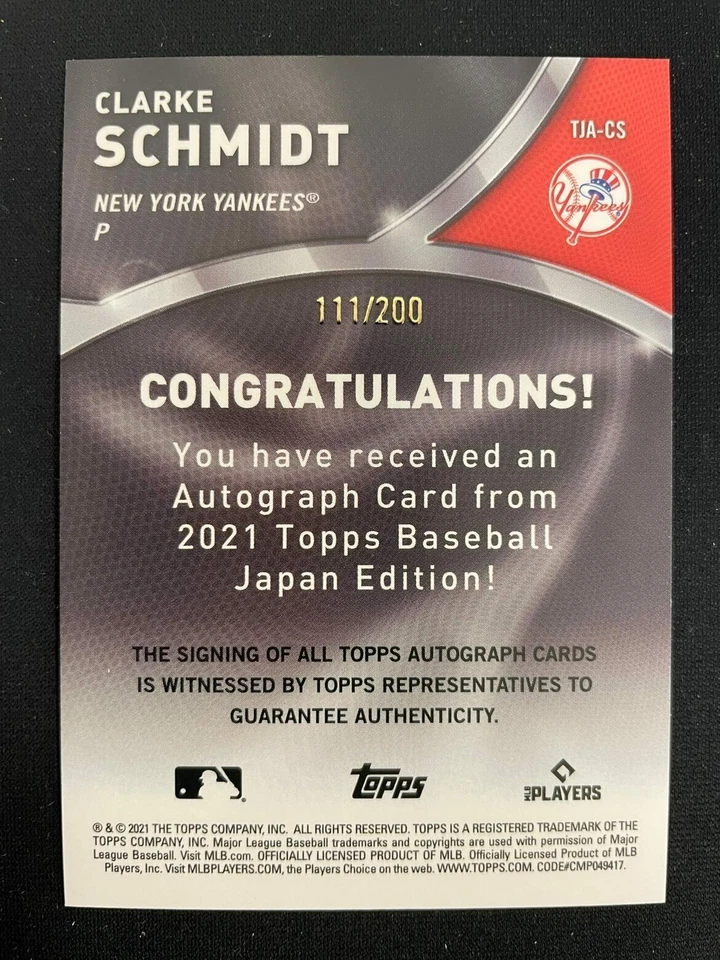 CLARKE
SCHMIDT
NEW YORK YANKEES®
P
TJA-CS
Yankees
111/200
CONGRATULATIONS!
You have received an
Autograph Card from
2021 Topps Baseball
Japan Edition!
THE SIGNING OF ALL TOPPS AUTOGRAPH CARDS
IS WITNESSED BY TOPPS REPRESENTATIVES TO
GUARANTEE AUTHENTICITY.
topps
MLB PLAYERS
® & © 2021 THE TOPPS COMPANY, INC. ALL RIGHTS RESERVED. TOPPS IS A REGISTERED TRADEMARK OF THE
TOPPS COMPANY, INC. Major League Baseball trademarks and copyrights are used with permission of Major
League Baseball. Visit MLB.com. OFFICIALLY LICENSED PRODUCT OF MLB. Officially Licensed Product of MLB
Players, Inc. Visit MLBPLAYERS.com, the Players Choice on the web. WWW.TOPPS.COM. CODE#CMP049417.